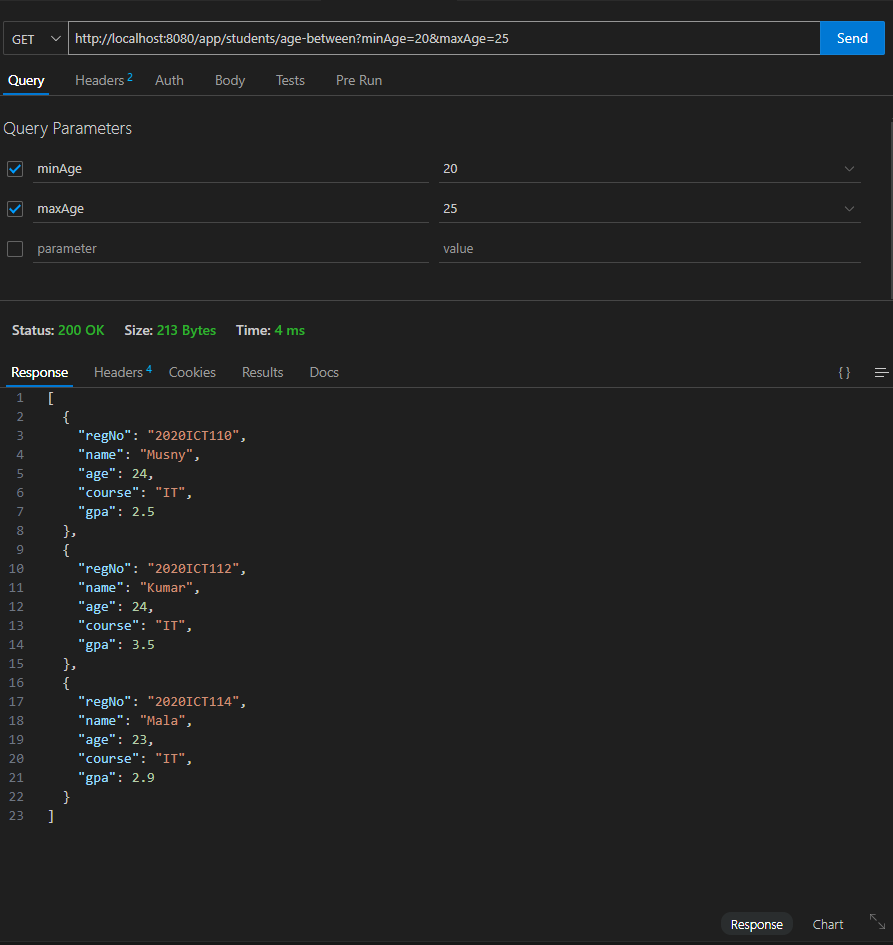 GET http://localhost:8080/app/students/age-between?minAge=20&maxAge=25 Send
Query Headers 2 Auth Body Tests Pre Run
Query Parameters
minAge 20
maxAge 25
parameter value
Status: 200 OK Size: 213 Bytes Time: 4 ms
Response Headers 4 Cookies Results Docs { }
1 [
2 {
3 "regNo": "2020ICT110",
4 "name": "Musny",
5 "age": 24,
6 "course": "IT",
7 "gpa": 2.5
8 },
9 {
10 "regNo": "2020ICT112",
11 "name": "Kumar",
12 "age": 24,
13 "course": "IT",
14 "gpa": 3.5
15 },
16 {
17 "regNo": "2020ICT114",
18 "name": "Mala",
19 "age": 23,
20 "course": "IT",
21 "gpa": 2.9
22 }
23 ]
Response Chart